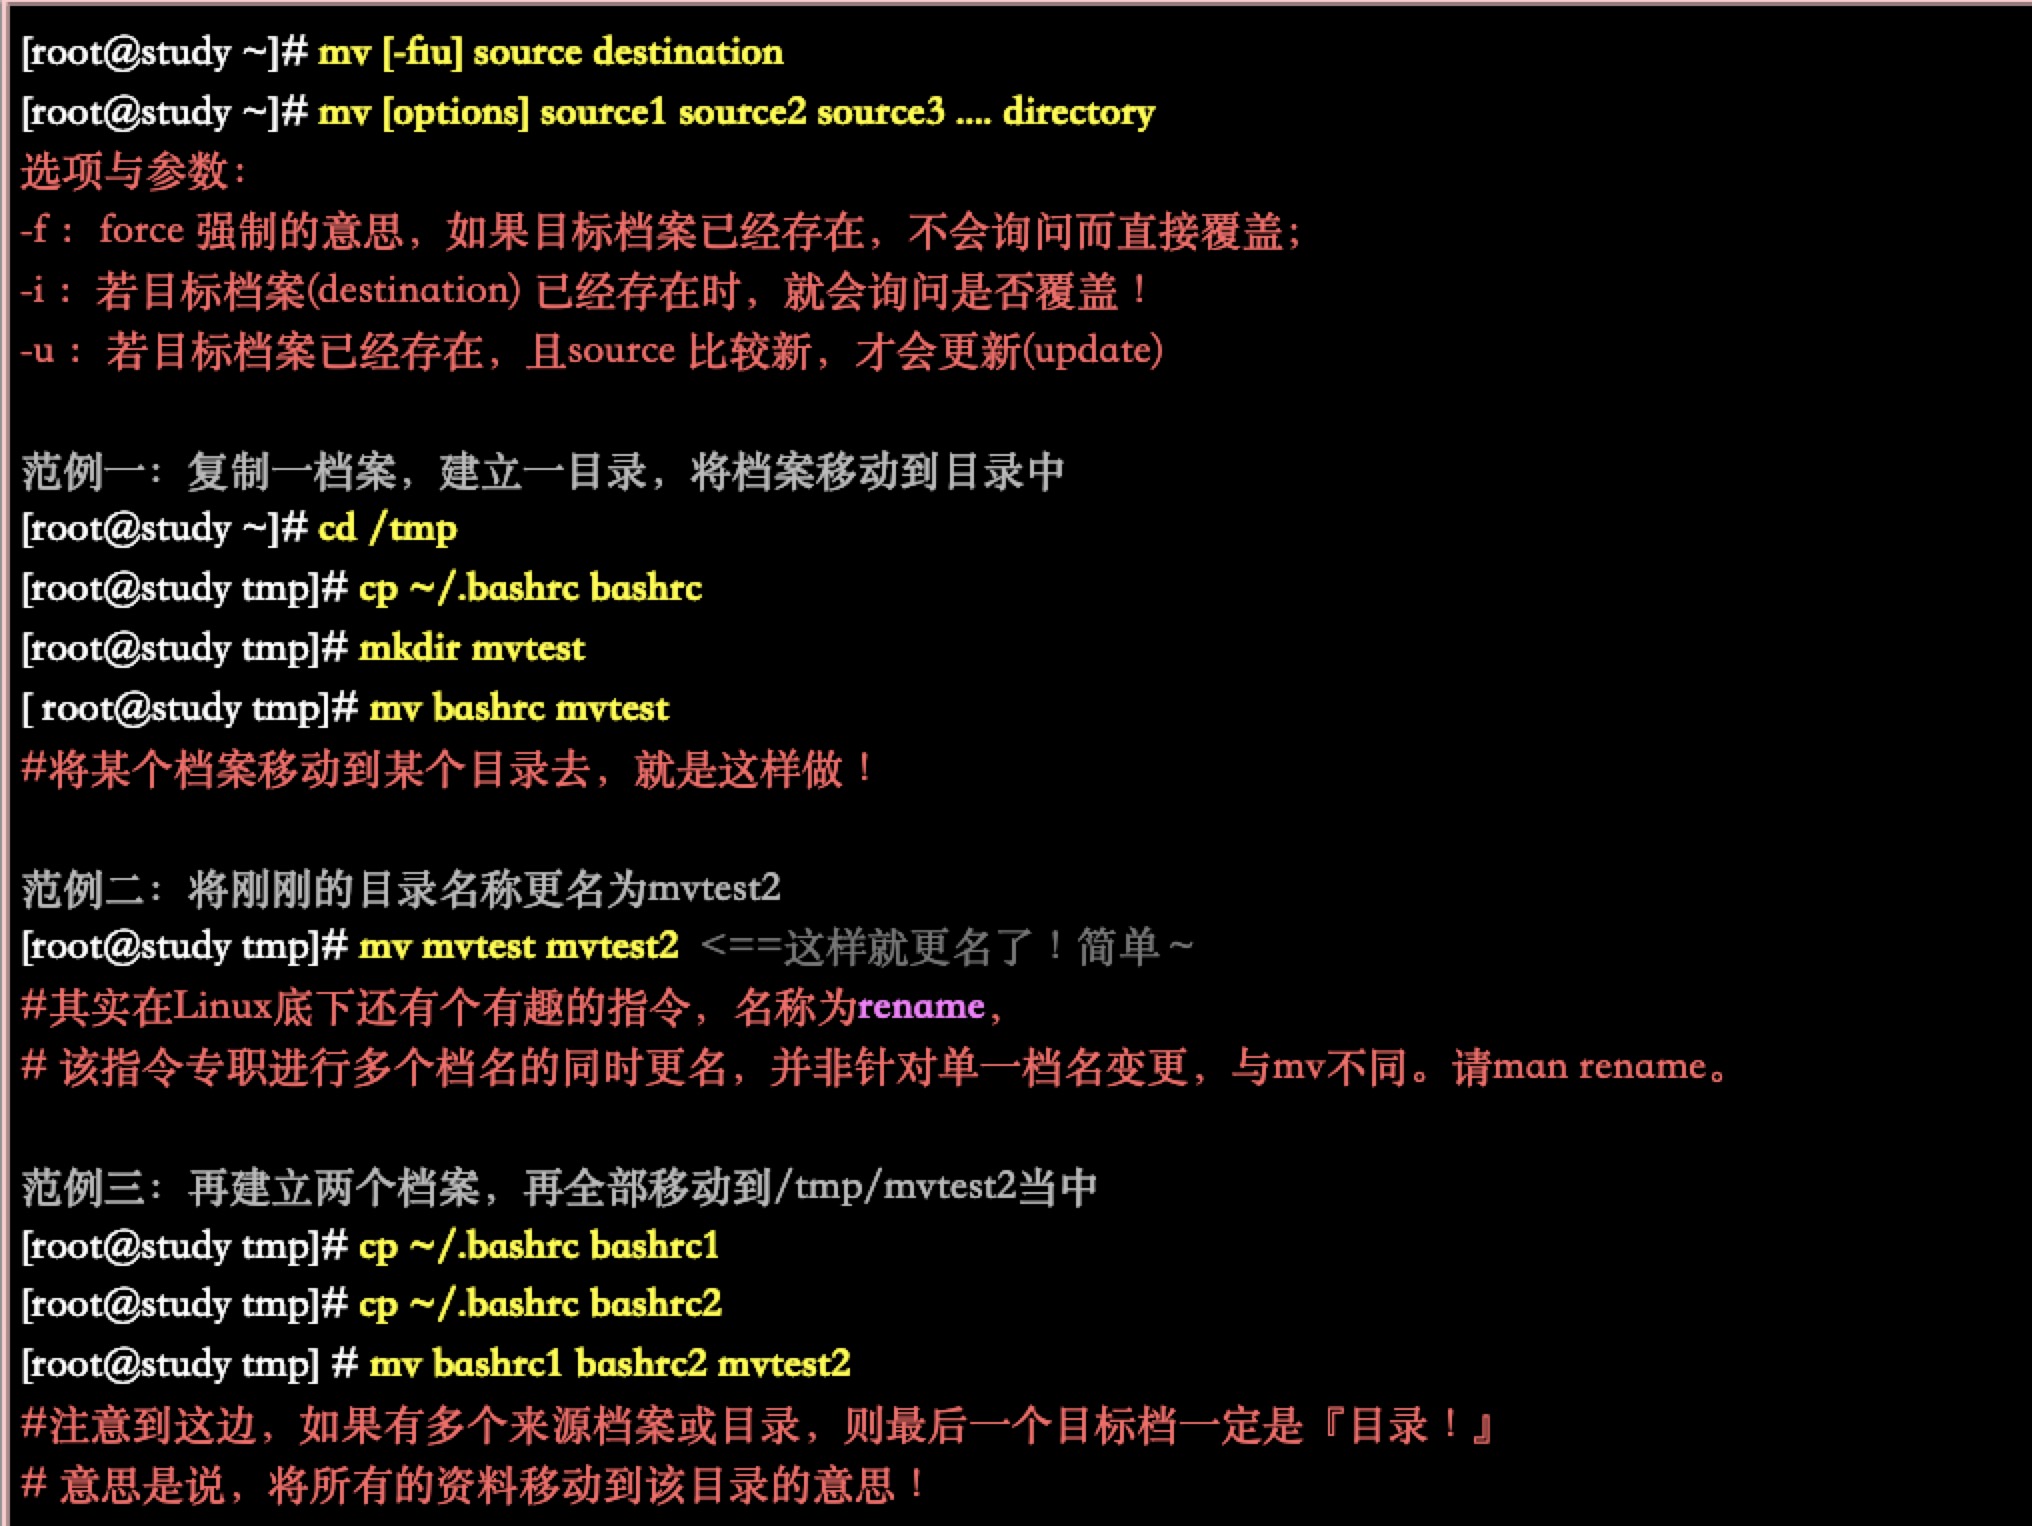 [root@study ~]# mv [-fiu] source destination
[root@study ~]# mv [options] source1 source2 source3 .... directory
选项与参数：
-f ：force 强制的意思，如果目标档案已经存在，不会询问而直接覆盖；
-i ：若目标档案(destination) 已经存在时，就会询问是否覆盖！
-u ：若目标档案已经存在，且source 比较新，才会更新(update)
范例一：复制一档案，建立一目录，将档案移动到目录中
[root@study ~]# cd /tmp
[root@study tmp]# cp ~/.bashrc bashrc
[root@study tmp]# mkdir mvtest
[ root@study tmp]# mv bashrc mvtest
#将某个档案移动到某个目录去，就是这样做！
范例二：将刚刚的目录名称更名为mvtest2
[root@study tmp]# mv mvtest mvtest2 <==这样就更名了！简单～
#其实在Linux底下还有个有趣的指令，名称为rename，
# 该指令专职进行多个档名的同时更名，并非针对单一档名变更，与mv不同。请man rename。
范例三：再建立两个档案，再全部移动到/tmp/mvtest2当中
[root@study tmp]# cp ~/.bashrc bashrc1
[root@study tmp]# cp ~/.bashrc bashrc2
[root@study tmp] # mv bashrc1 bashrc2 mvtest2
#注意到这边，如果有多个来源档案或目录，则最后一个目标档一定是『目录！』
# 意思是说，将所有的资料移动到该目录的意思！